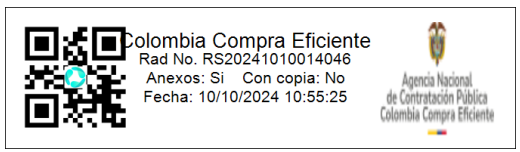 Colombia Compra Eficiente
Rad No. RS20241010014046
Anexos: Si Con copia: No
Fecha: 10/10/2024 10:55:25
Agencia Nacional
de Contratación Pública
Colombia Compra Eficiente